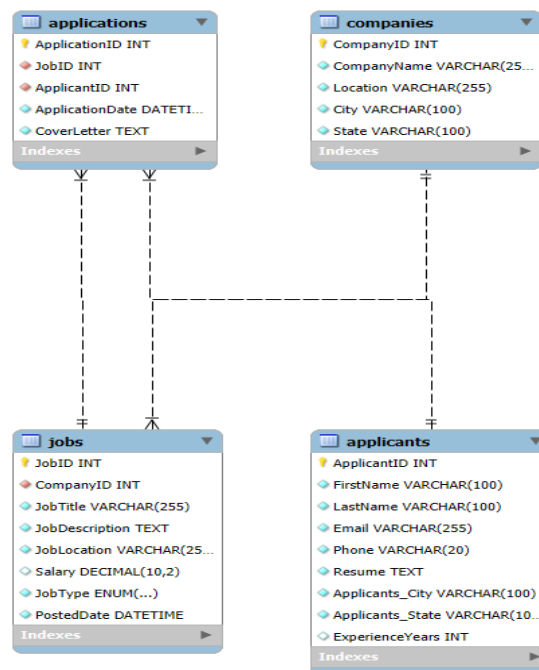 applications
ApplicationID INT
JobID INT
ApplicantID INT
ApplicationDate DATETI...
CoverLetter TEXT
Indexes
companies
CompanyID INT
CompanyName VARCHAR(25...
Location VARCHAR(255)
City VARCHAR(100)
State VARCHAR(100)
Indexes
jobs
JobID INT
CompanyID INT
JobTitle VARCHAR(255)
JobDescription TEXT
JobLocation VARCHAR(25...
Salary DECIMAL(10,2)
JobType ENUM(...)
PostedDate DATETIME
Indexes
applicants
ApplicantID INT
FirstName VARCHAR(100)
LastName VARCHAR(100)
Email VARCHAR(255)
Phone VARCHAR(20)
Resume TEXT
Applicants_City VARCHAR(100)
Applicants_State VARCHAR(10...
ExperienceYears INT
Indexes